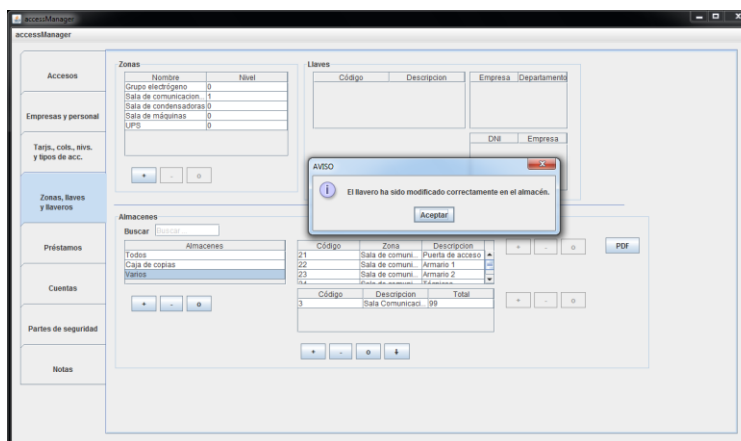 accessManager
accessManager
Accesos
Empresas y personal
Tarjs., cols., nivs.
y tipos de acc.
Zonas, llaves
y llaveros
Préstamos
Cuentas
Partes de seguridad
Notas
Zonas
Nombre Nivel
Grupo electrógeno 0
Sala de comunicacion... 1
Sala de condensadoras 0
Sala de máquinas 0
UPS 0
+ - o
Llaves
Código Descripcion
Empresa Departamento
DNI Empresa
AVISO
El llavero ha sido modificado correctamente en el almacén.
Aceptar
Almacenes
Buscar Buscar...
Almacenes
Todos
Caja de copias
Varios
+ - o
Código Zona Descripcion
21 Sala de comuni... Puerta de acceso
22 Sala de comuni... Armario 1
23 Sala de comuni... Armario 2
24 Sala de comuni...
+ - o
PDF
Código Descripcion Total
3 Sala Comunicaci... 99
+ - o
+ - o